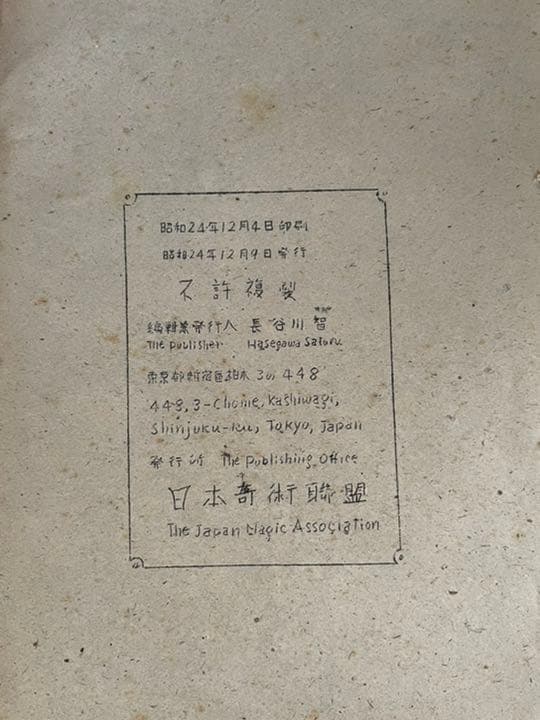 昭和24年12月4日印刷
昭和24年12月9日発行
不許複製
編輯兼発行人 長谷川智
The publisher Hasegawa Satoru
東京都新宿区柏木3の448
448, 3-Chome, Kashiwagi,
Shinjuku-ku, Tokyo, Japan
発行所 The Publishing Office
日本奇術聯盟
The Japan Magic Association